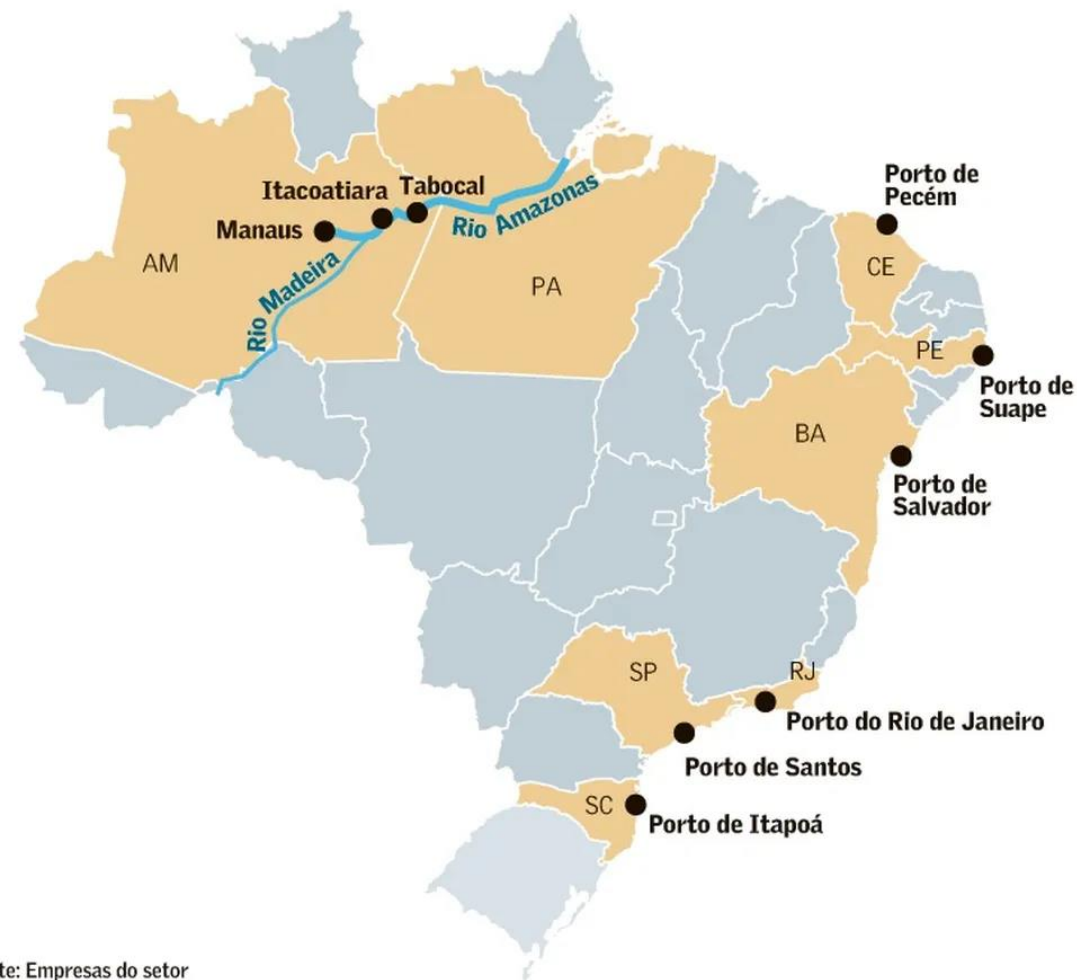 Porto de
Pecém
Itacoatiara
Tabocal
Manaus
Rio Amazonas
Rio Madeira
AM
PA
CE
PE
Porto de
Suape
BA
Porto de
Salvador
SP
RJ
Porto do Rio de Janeiro
Porto de Santos
SC
Porto de Itapoá
te: Empresas do setor